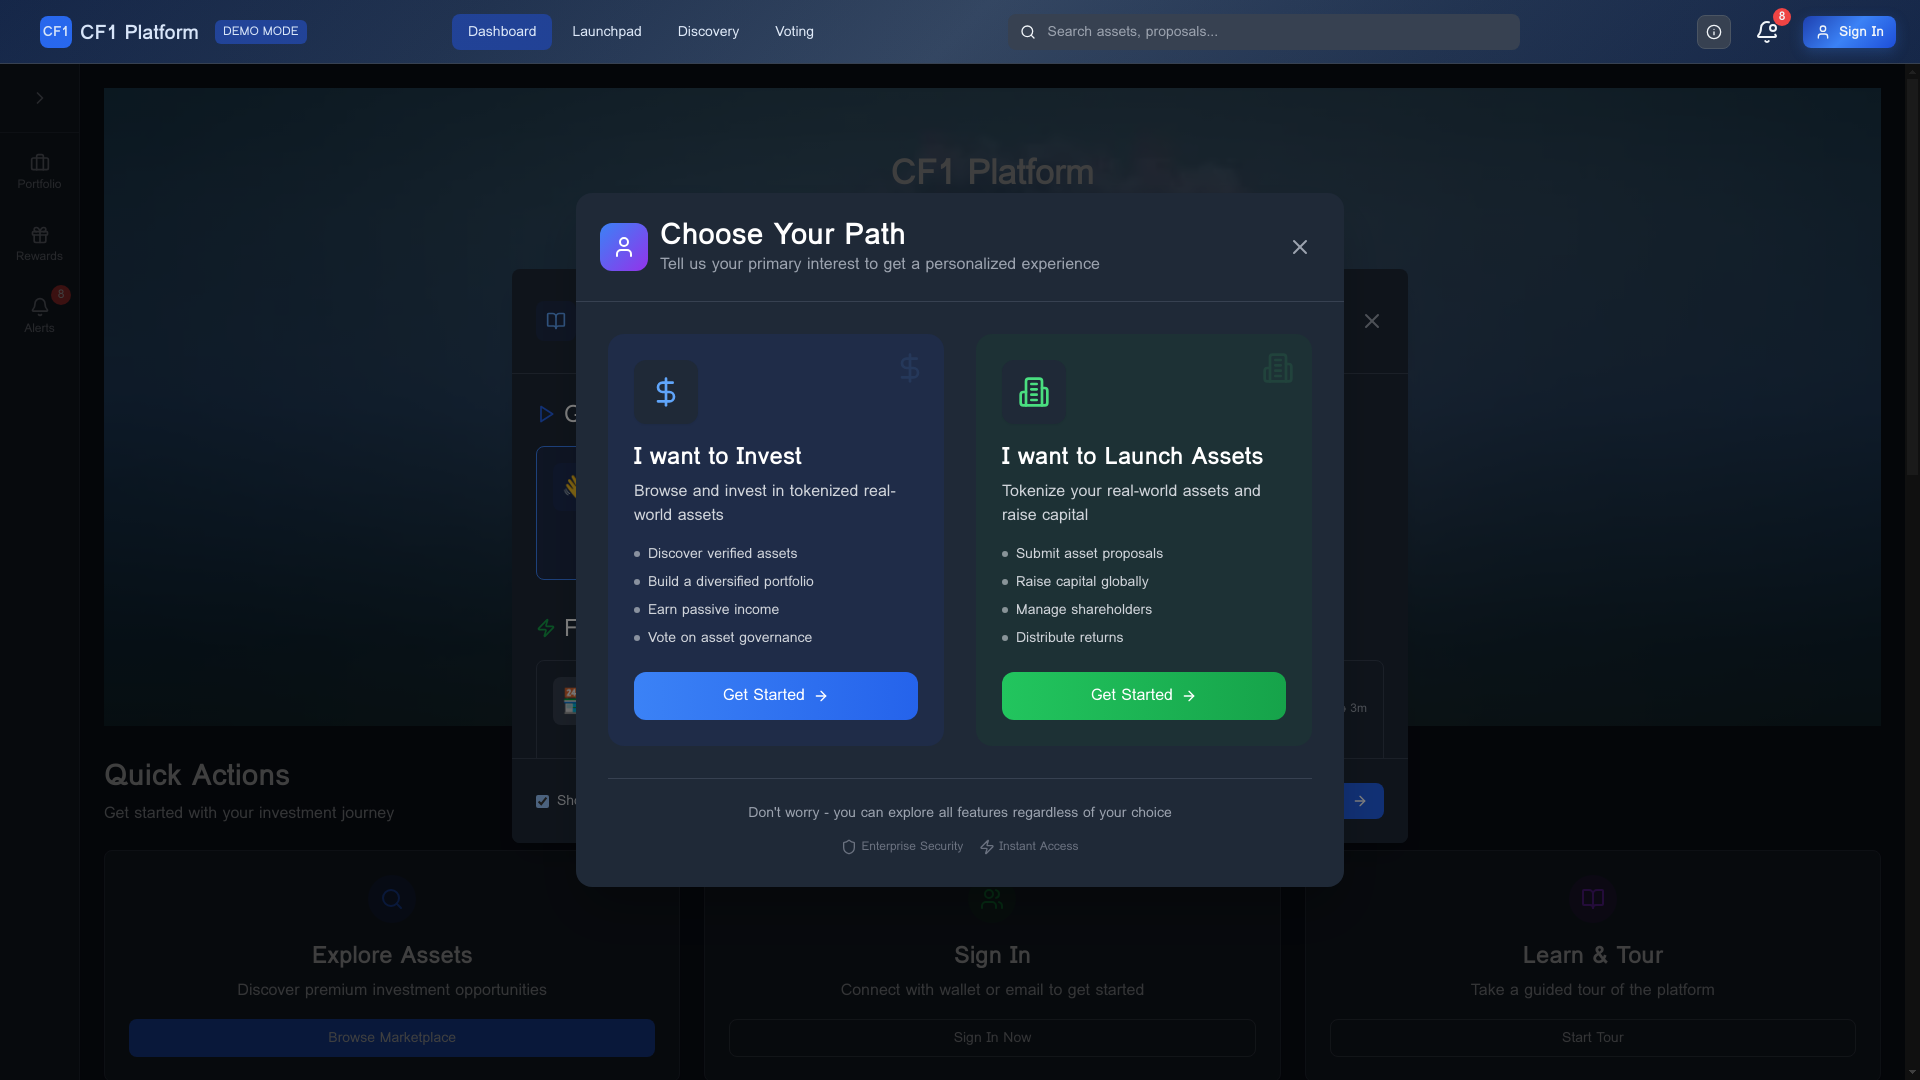 CF1 CF1 Platform DEMO MODE Dashboard Launchpad Discovery Voting Search assets, proposals... 8 Sign In
Portfolio
Rewards
8
Alerts
CF1 Platform
Choose Your Path
Tell us your primary interest to get a personalized experience
I want to Invest
Browse and invest in tokenized real-
world assets
Discover verified assets
Build a diversified portfolio
Earn passive income
Vote on asset governance
Get Started
I want to Launch Assets
Tokenize your real-world assets and
raise capital
Submit asset proposals
Raise capital globally
Manage shareholders
Distribute returns
Get Started
3m
Don't worry - you can explore all features regardless of your choice
Enterprise Security Instant Access
Quick Actions
Get started with your investment journey
Explore Assets
Discover premium investment opportunities
Browse Marketplace
Sign In
Connect with wallet or email to get started
Sign In Now
Learn & Tour
Take a guided tour of the platform
Start Tour